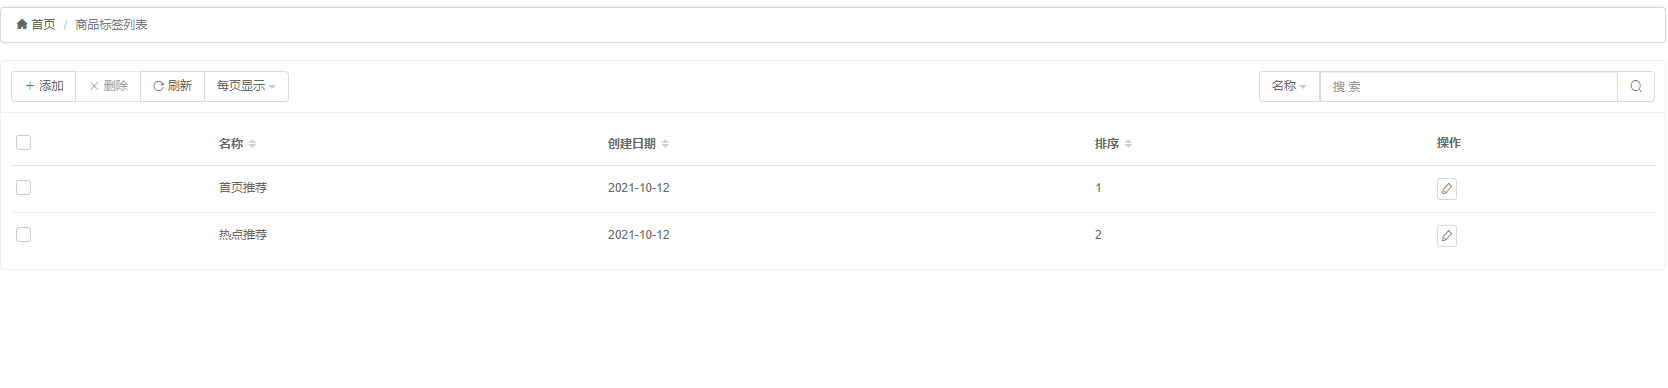 首页 / 商品标签列表
添加 删除 刷新 每页显示 名称 搜 索
名称 创建日期 排序 操作
首页推荐 2021-10-12 1
热点推荐 2021-10-12 2